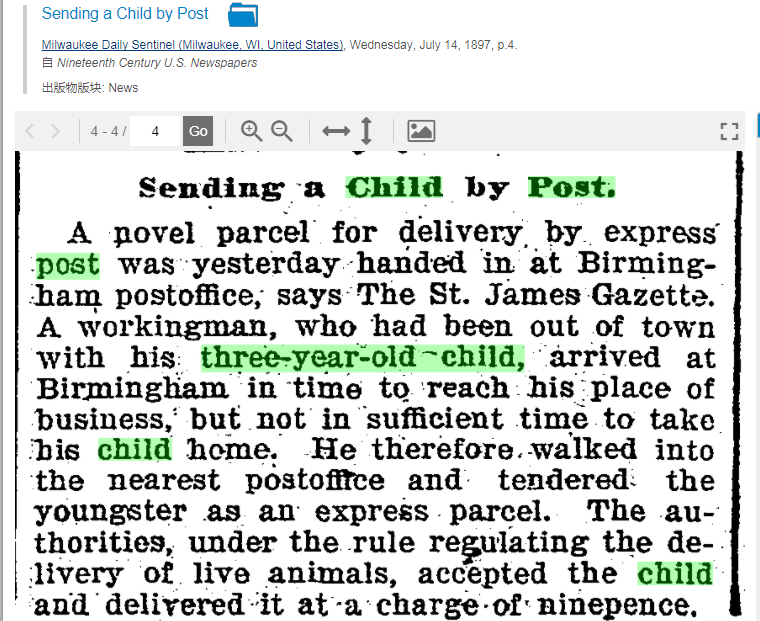 Sending a Child by Post
Milwaukee Daily Sentinel (Milwaukee, WI, United States), Wednesday, July 14, 1897, p.4.
自 Nineteenth Century U.S. Newspapers
出版物版块: News
4 - 4 / 4 Go
Sending a Child by Post.
A novel parcel for delivery by express
post was yesterday handed in at Birming-
ham postoffice, says The St. James Gazette.
A workingman, who had been out of town
with his three-year-old child, arrived at
Birmingham in time to reach his place of
business, but not in sufficient time to take
his child home. He therefore walked into
the nearest postoffice and tendered the
youngster as an express parcel. The au-
thorities, under the rule regulating the de-
livery of live animals, accepted the child
and delivered it at a charge of ninepence.